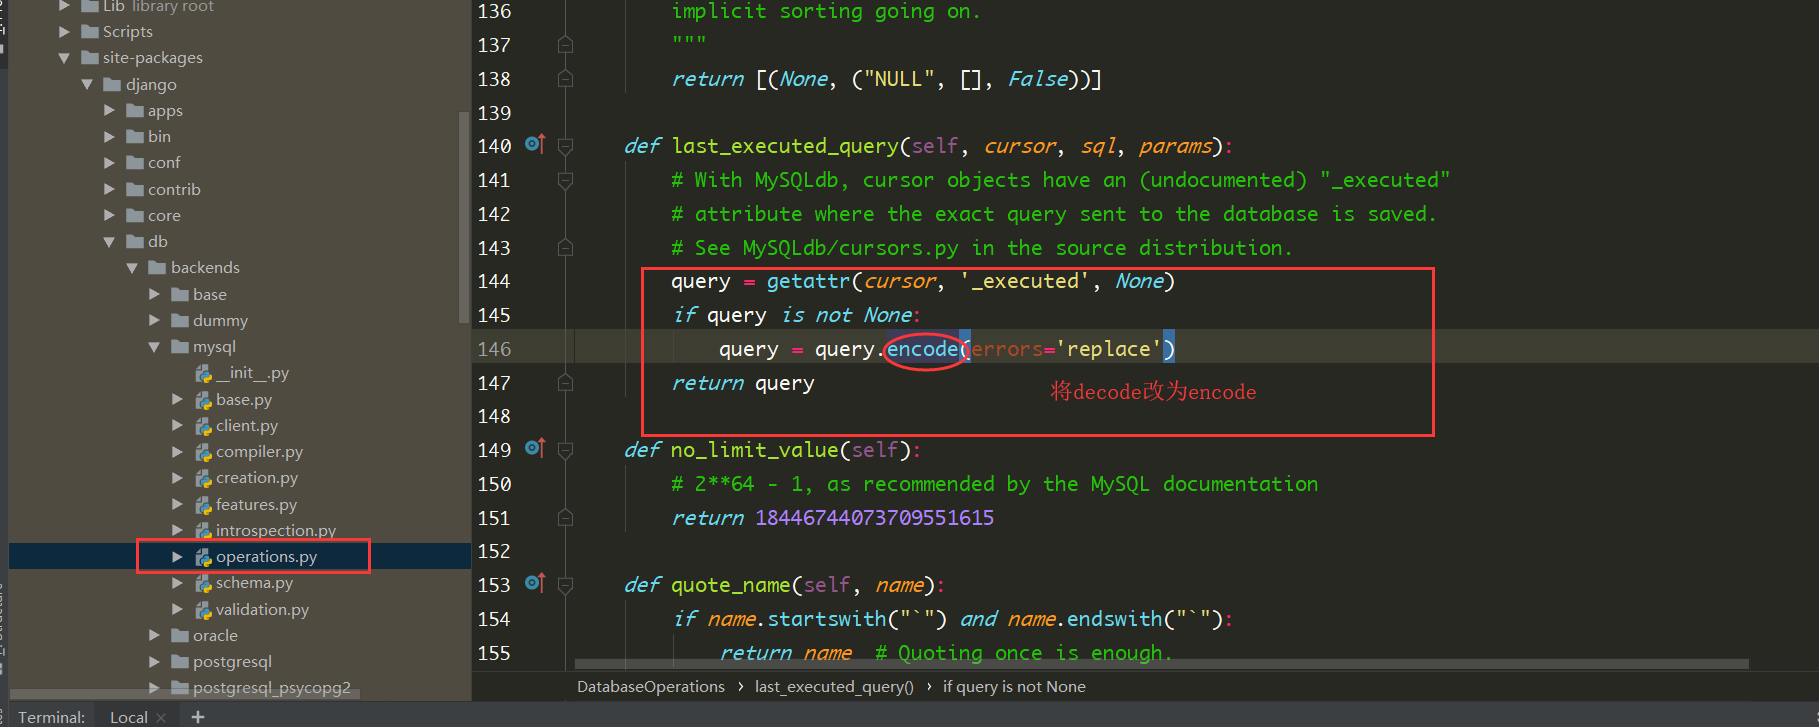 Lib library root
Scripts
site-packages
django
apps
bin
conf
contrib
core
db
backends
base
dummy
mysql
__init__.py
base.py
client.py
compiler.py
creation.py
features.py
introspection.py
operations.py
schema.py
validation.py
oracle
postgresql
postgresql_psycopg2
136 implicit sorting going on.
137 """
138 return [(None, ("NULL", [], False))]
139
140 def last_executed_query(self, cursor, sql, params):
141 # With MySQLdb, cursor objects have an (undocumented) "_executed"
142 # attribute where the exact query sent to the database is saved.
143 # See MySQLdb/cursors.py in the source distribution.
144 query = getattr(cursor, '_executed', None)
145 if query is not None:
146 query = query.encode(errors='replace')
147 return query
将decode改为encode
148
149 def no_limit_value(self):
150 # 2**64 - 1, as recommended by the MySQL documentation
151 return 18446744073709551615
152
153 def quote_name(self, name):
154 if name.startswith("`") and name.endswith("`"):
155 return name # Quoting once is enough.
DatabaseOperations › last_executed_query() › if query is not None
Terminal: Local × +